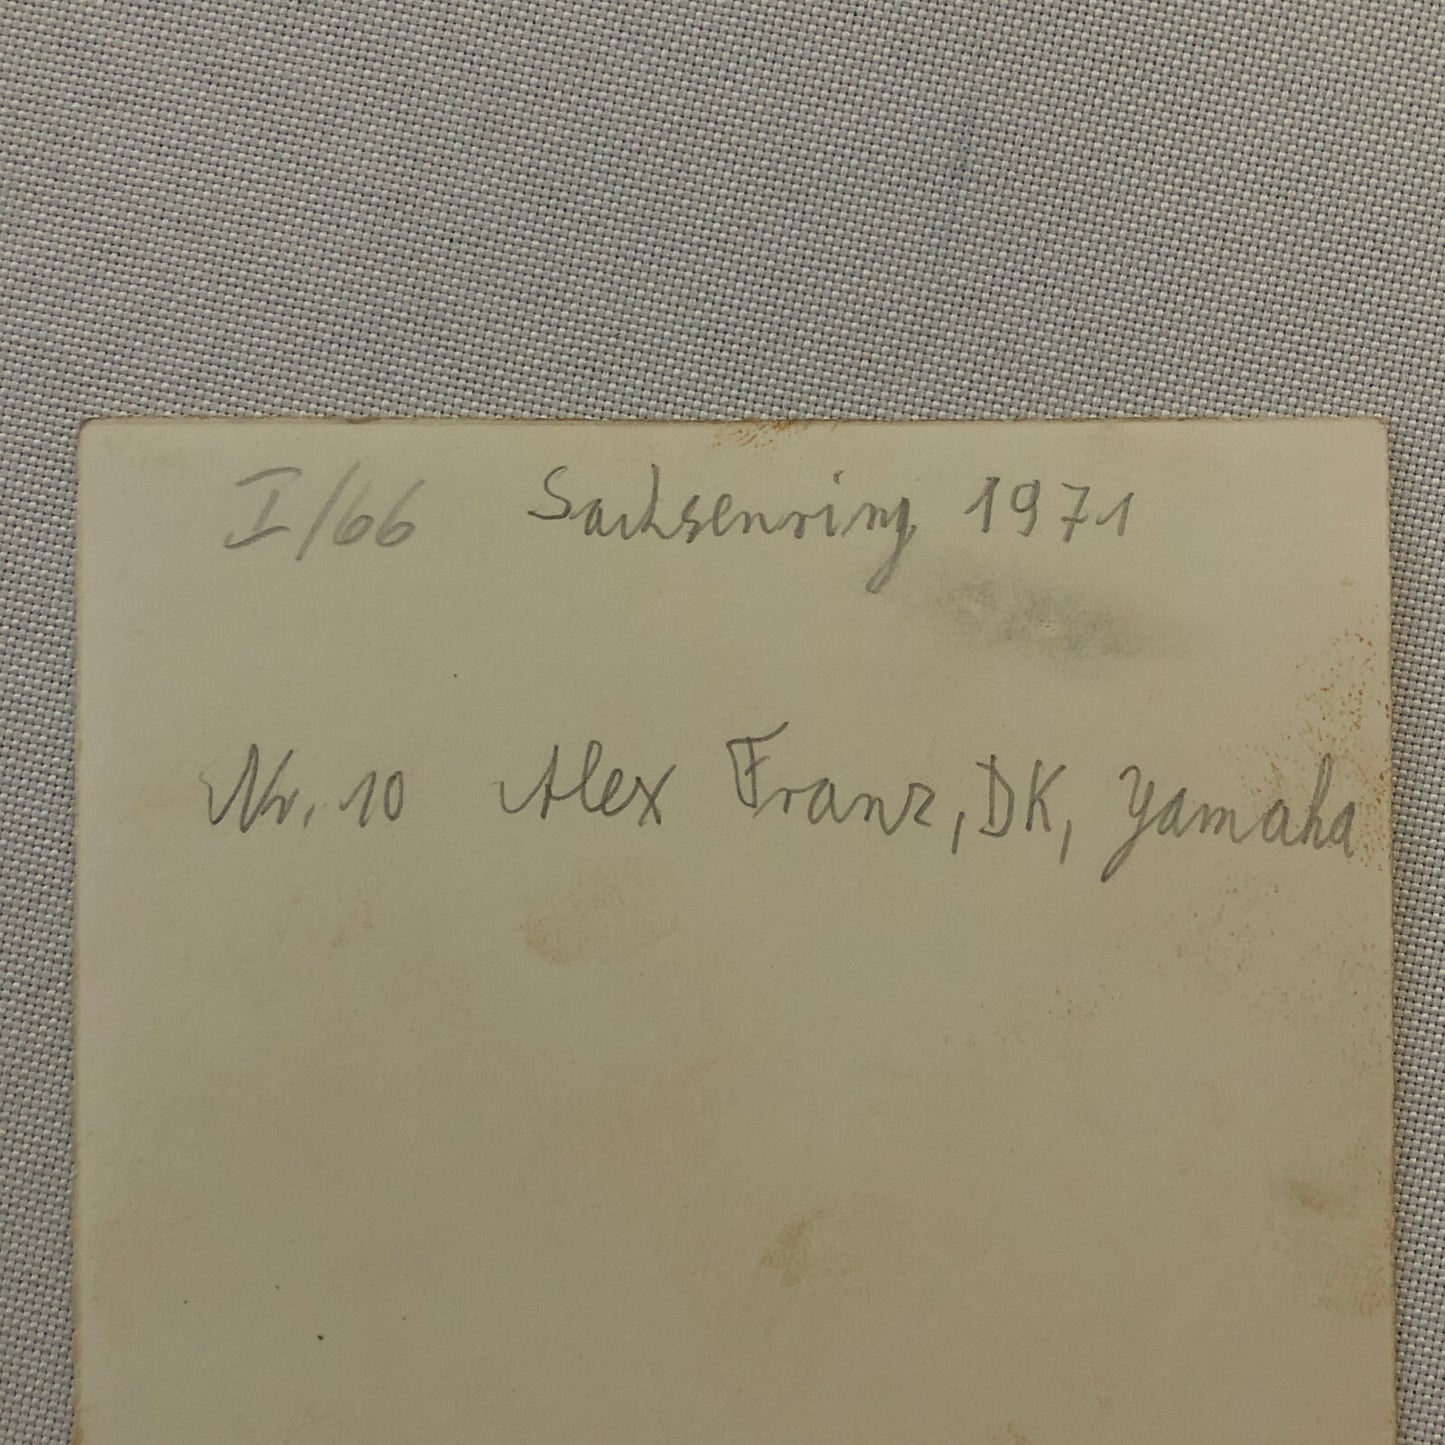 I/66 Sachsenring 1971
Nr. 10 Alex Franz, DK, Yamaha